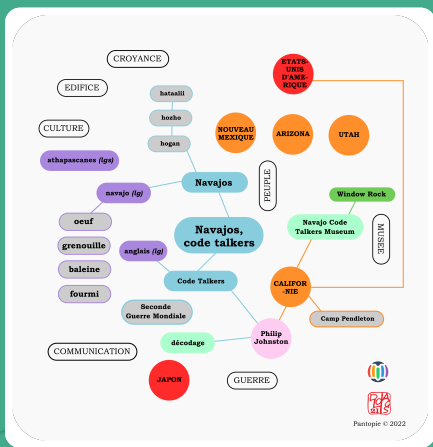 CROYANCE
ETATS-
UNIS
D'AME-
RIQUE
EDIFICE
hataalii
hozho
NOUVEAU
MEXIQUE
ARIZONA
UTAH
CULTURE
hogan
athapascanes (lgs)
PEUPLE
Navajos
navajo (lg)
Window Rock
oeuf
Navajo Code
Talkers Museum
MUSEE
Navajos,
code talkers
grenouille
anglais (lg)
baleine
Code Talkers
CALIFOR
-NIE
fourmi
Seconde
Guerre Mondiale
Camp Pendleton
Philip
Johnston
décodage
COMMUNICATION
JAPON
GUERRE
Pantopic © 2022